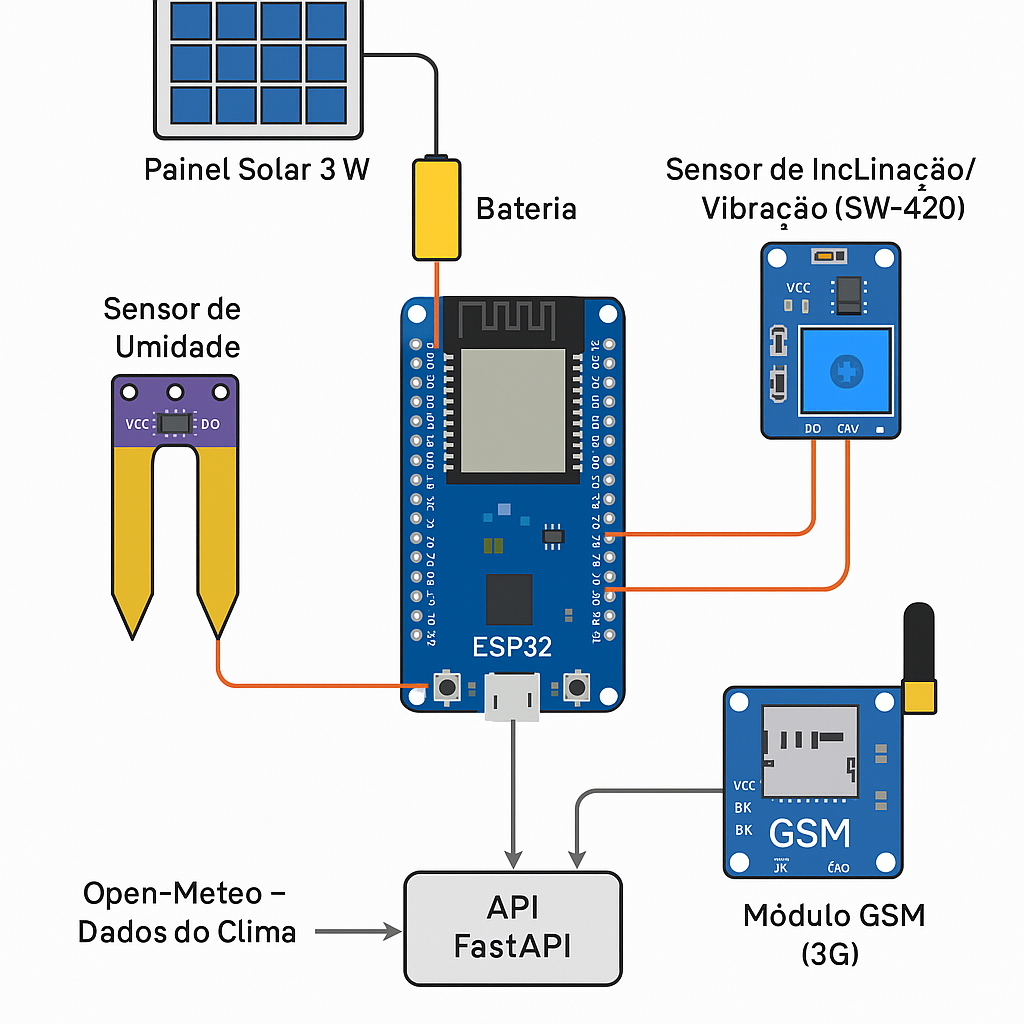 Painel Solar 3 W
Bateria
Sensor de IncLinação/
Vibração (SW-420)
Sensor de
Umidade
VCC
DO
VCC
DO
CAV
ESP32
VCC
BK
BK
GSM
JK
ĆAO
Módulo GSM
(3G)
Open-Meteo –
Dados do Clima
API
FastAPI